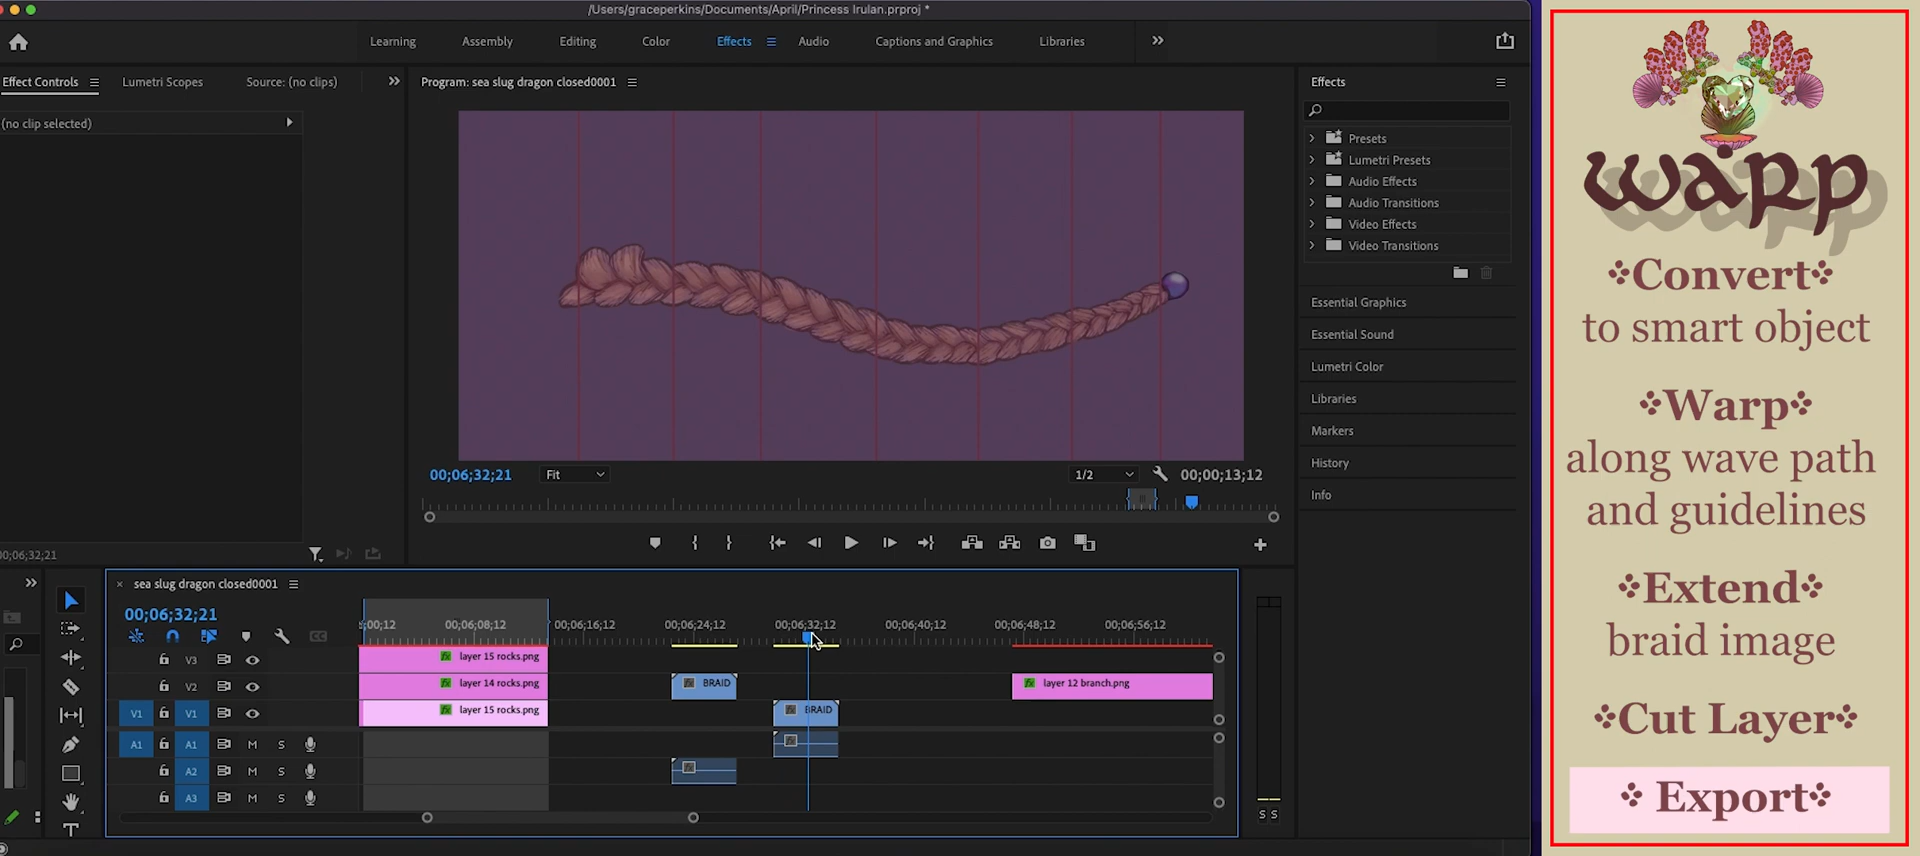 /Users/graceperkins/Documents/April/Princess Irulan.prproj *
Learning Assembly Editing Color Effects Audio Captions and Graphics Libraries
Effect Controls Lumetri Scopes Source: (no clips)
Program: sea slug dragon closed0001
Effects
(no clip selected)
Presets
Lumetri Presets
Audio Effects
Audio Transitions
Video Effects
Video Transitions
Essential Graphics
Essential Sound
Lumetri Color
Libraries
Markers
History
Info
00;06;32;21 Fit 1/2 00;00;13;12
00;06;32;21
sea slug dragon closed0001
00;06;32;21
;00;12 00;06;08;12 00;06;16;12 00;06;24;12 00;06;32;12 00;06;40;12 00;06;48;12 00;06;56;12
V3 layer 15 rocks.png
V2 layer 14 rocks.png BRAID layer 12 branch.png
V1 V1 layer 15 rocks.png BRAID
A1 A1 M S
A2 M S
A3 M S
S S
warp
Convert
to smart object
Warp
along wave path
and guidelines
Extend
braid image
Cut Layer
Export